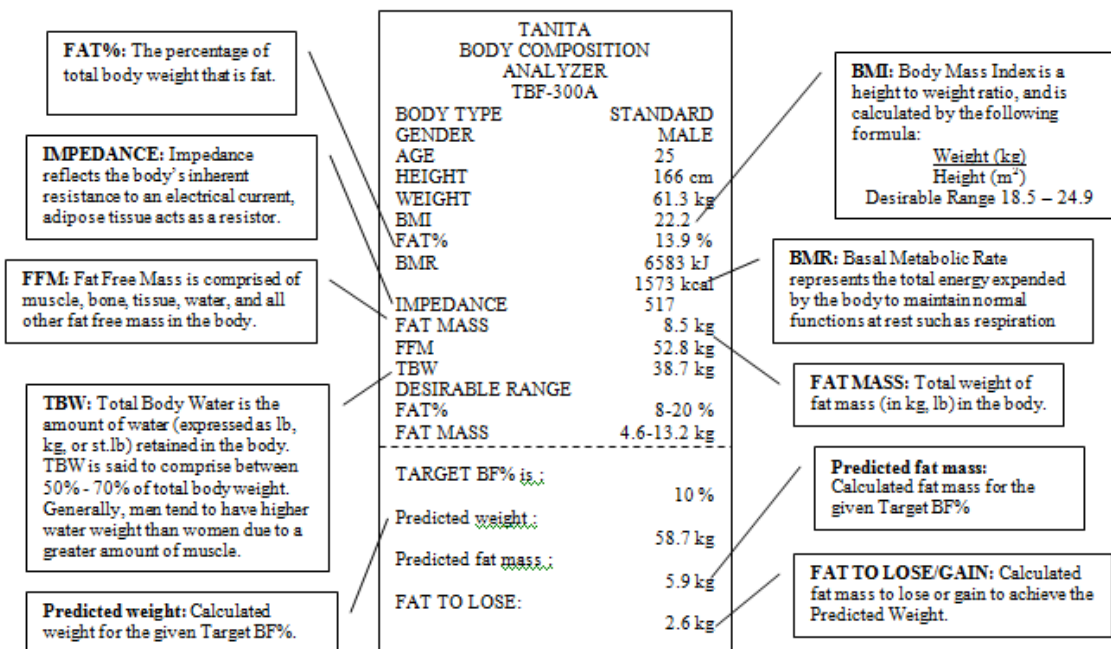 FAT%: The percentage of
total body weight that is fat.
IMPEDANCE: Impedance
reflects the body's inherent
resistance to an electrical current,
adipose tissue acts as a resistor.
FFM: Fat Free Mass is comprised of
muscle, bone, tissue, water, and all
other fat free mass in the body.
TBW: Total Body Water is the
amount of water (expressed as lb,
kg, or st.lb) retained in the body.
TBW is said to comprise between
50% - 70% of total body weight.
Generally, men tend to have higher
water weight than women due to a
greater amount of muscle.
Predicted weight: Calculated
weight for the given Target BF%.
TANITA
BODY COMPOSITION
ANALYZER
TBF-300A
BODY TYPE STANDARD
GENDER MALE
AGE 25
HEIGHT 166 cm
WEIGHT 61.3 kg
BMI 22.2
FAT% 13.9 %
BMR 6583 kJ
1573 kcal
IMPEDANCE 517
FAT MASS 8.5 kg
FFM 52.8 kg
TBW 38.7 kg
DESIRABLE RANGE
FAT% 8-20 %
FAT MASS 4.6-13.2 kg
TARGET BF% is :
10 %
Predicted weight :
58.7 kg
Predicted fat mass :
5.9 kg
FAT TO LOSE:
2.6 kg
BMI: Body Mass Index is a
height to weight ratio, and is
calculated by the following
formula:
Weight (kg)
Height (m²)
Desirable Range 18.5 – 24.9
BMR: Basal Metabolic Rate
represents the total energy expended
by the body to maintain normal
functions at rest such as respiration
FAT MASS: Total weight of
fat mass (in kg, lb) in the body.
Predicted fat mass:
Calculated fat mass for the
given Target BF%
FAT TO LOSE/GAIN: Calculated
fat mass to lose or gain to achieve the
Predicted Weight.